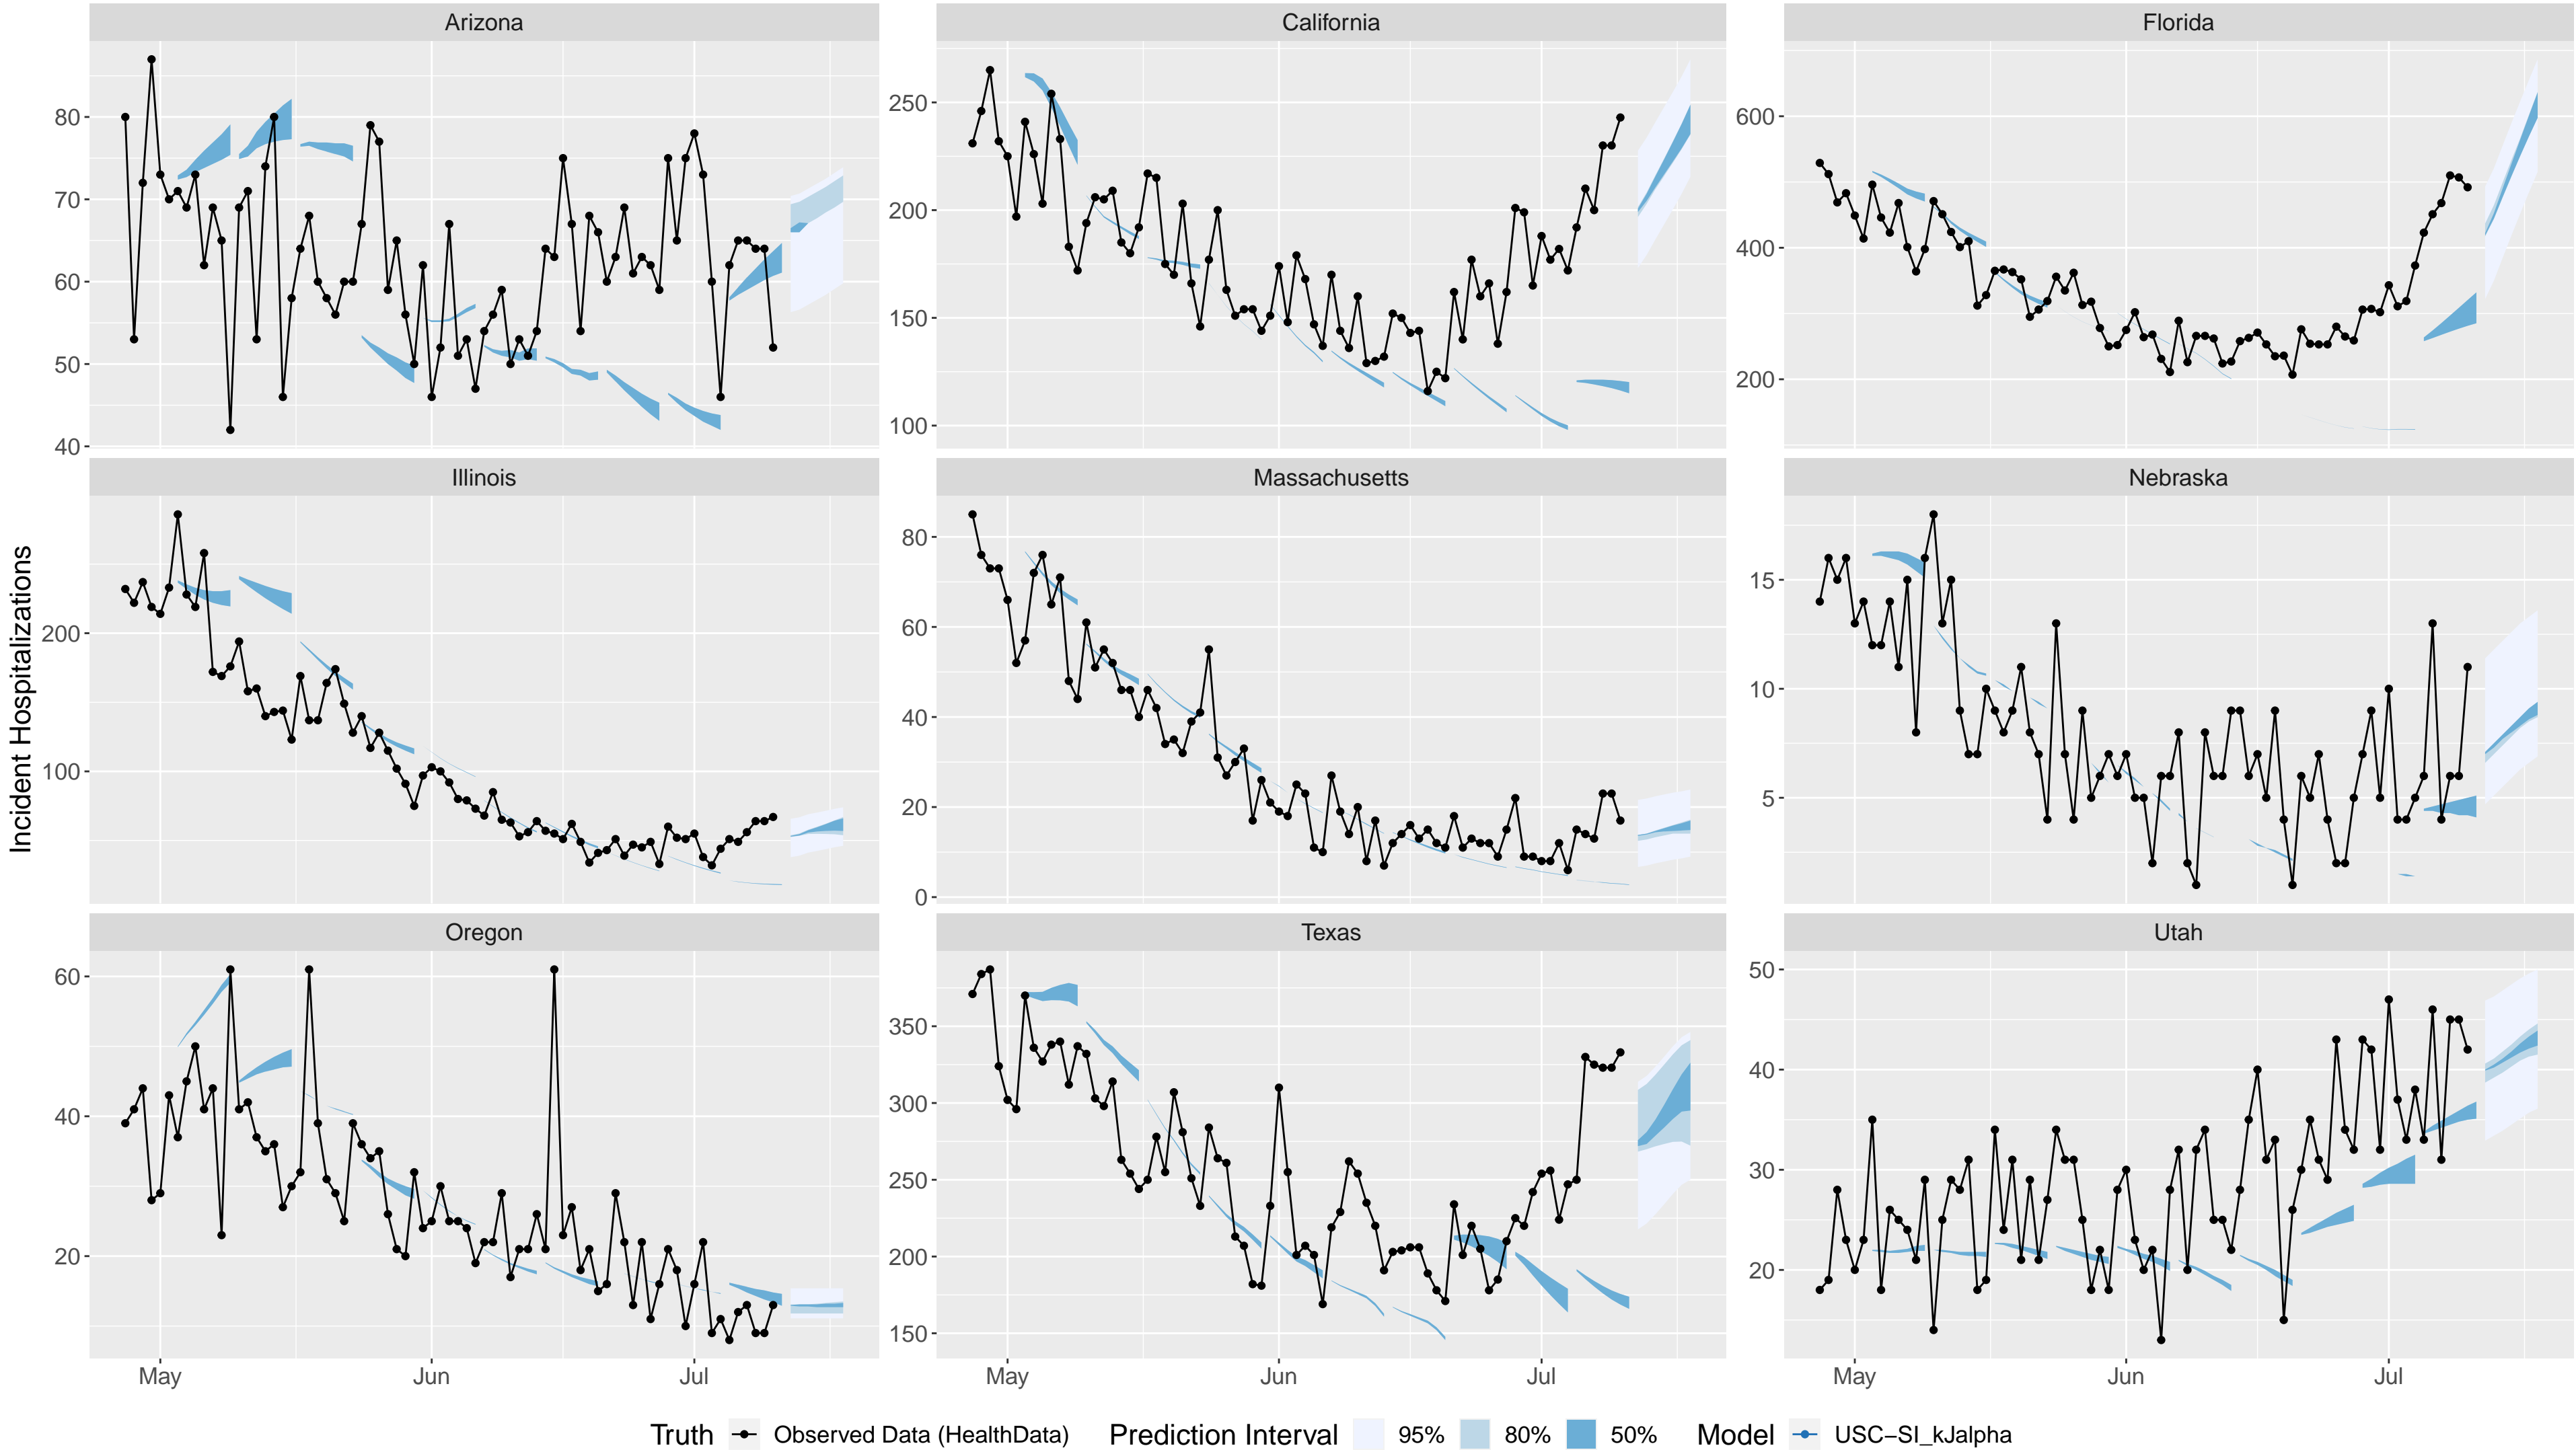 Arizona
California
Florida
80
70
60
50
40
250
200
150
100
600
400
200
Illinois
Massachusetts
Nebraska
Incident Hospitalizations
200
100
80
60
40
20
0
15
10
5
Oregon
Texas
Utah
60
40
20
350
300
250
200
150
50
40
30
20
May Jun Jul
May Jun Jul
May Jun Jul
Truth Observed Data (HealthData) Prediction Interval 95% 80% 50% Model USC−SI_kJalpha